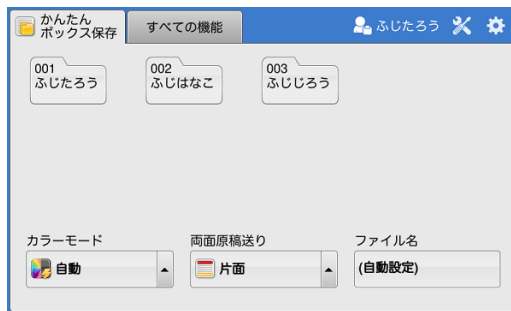 かんたん
ボックス保存
すべての機能
ふじたろう
001
ふじたろう
002
ふじはなこ
003
ふじじろう
カラーモード
両面原稿送り
ファイル名
自動
片面
(自動設定)